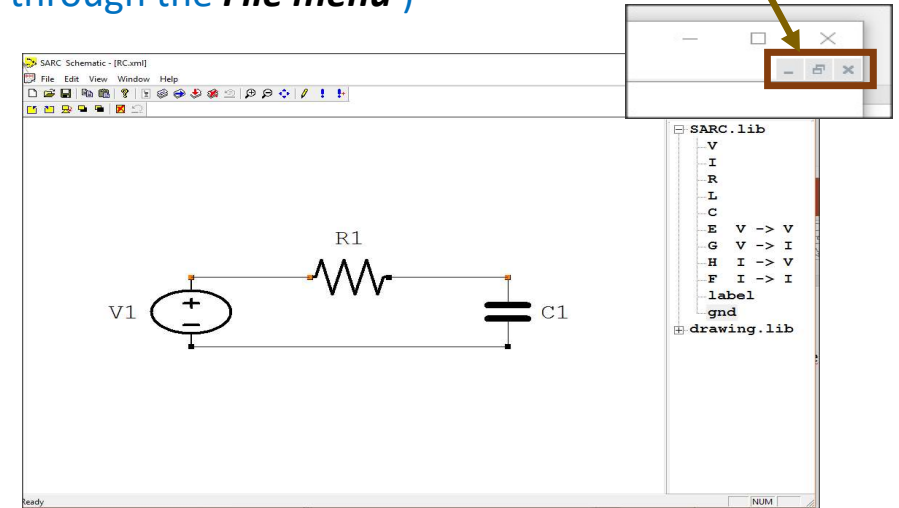 through the File menu )
SARC Schematic - [RC.xml]
File Edit View Window Help
SARC.lib
V
I
R
L
C
E V -> V
G V -> I
H I -> V
F I -> I
label
gnd
drawing.lib
R1
V1
C1
Ready
NUM